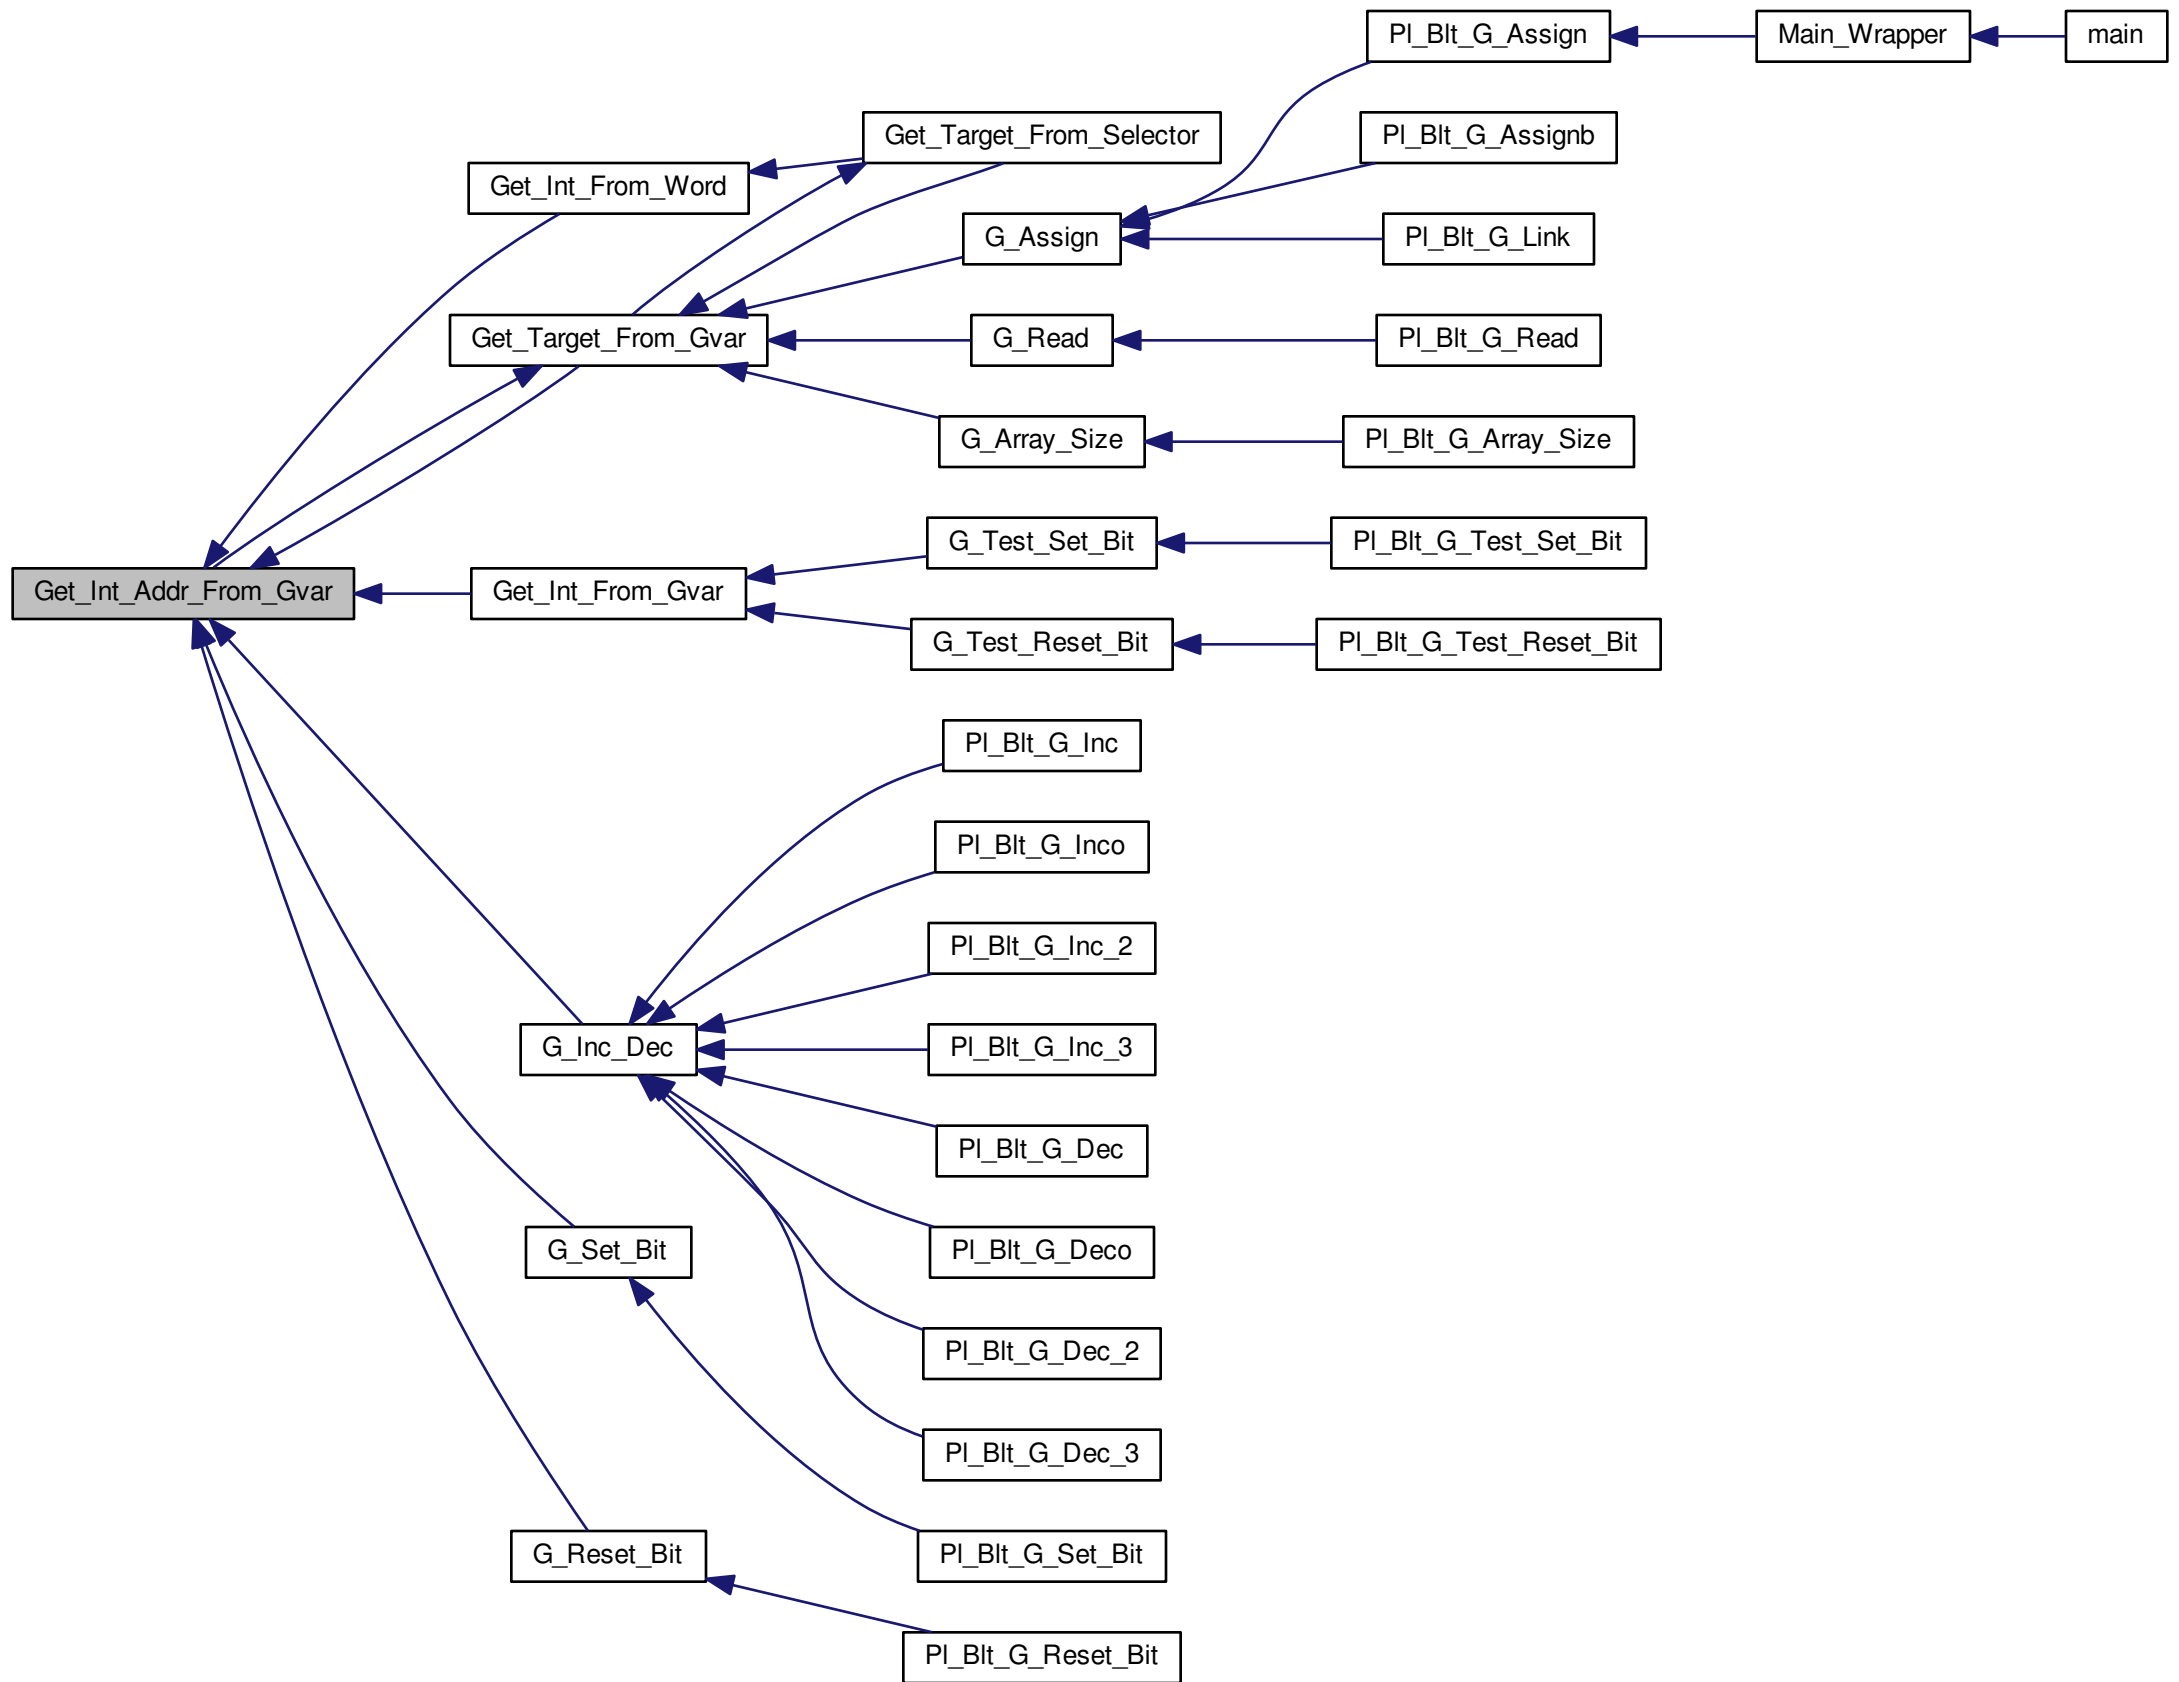 Pl_Blt_G_Assign
Main_Wrapper
main
Get_Target_From_Selector
Pl_Blt_G_Assignb
Get_Int_From_Word
G_Assign
Pl_Blt_G_Link
Get_Target_From_Gvar
G_Read
Pl_Blt_G_Read
G_Array_Size
Pl_Blt_G_Array_Size
G_Test_Set_Bit
Pl_Blt_G_Test_Set_Bit
Get_Int_Addr_From_Gvar
Get_Int_From_Gvar
G_Test_Reset_Bit
Pl_Blt_G_Test_Reset_Bit
Pl_Blt_G_Inc
Pl_Blt_G_Inco
Pl_Blt_G_Inc_2
G_Inc_Dec
Pl_Blt_G_Inc_3
Pl_Blt_G_Dec
G_Set_Bit
Pl_Blt_G_Deco
Pl_Blt_G_Dec_2
Pl_Blt_G_Dec_3
G_Reset_Bit
Pl_Blt_G_Set_Bit
Pl_Blt_G_Reset_Bit